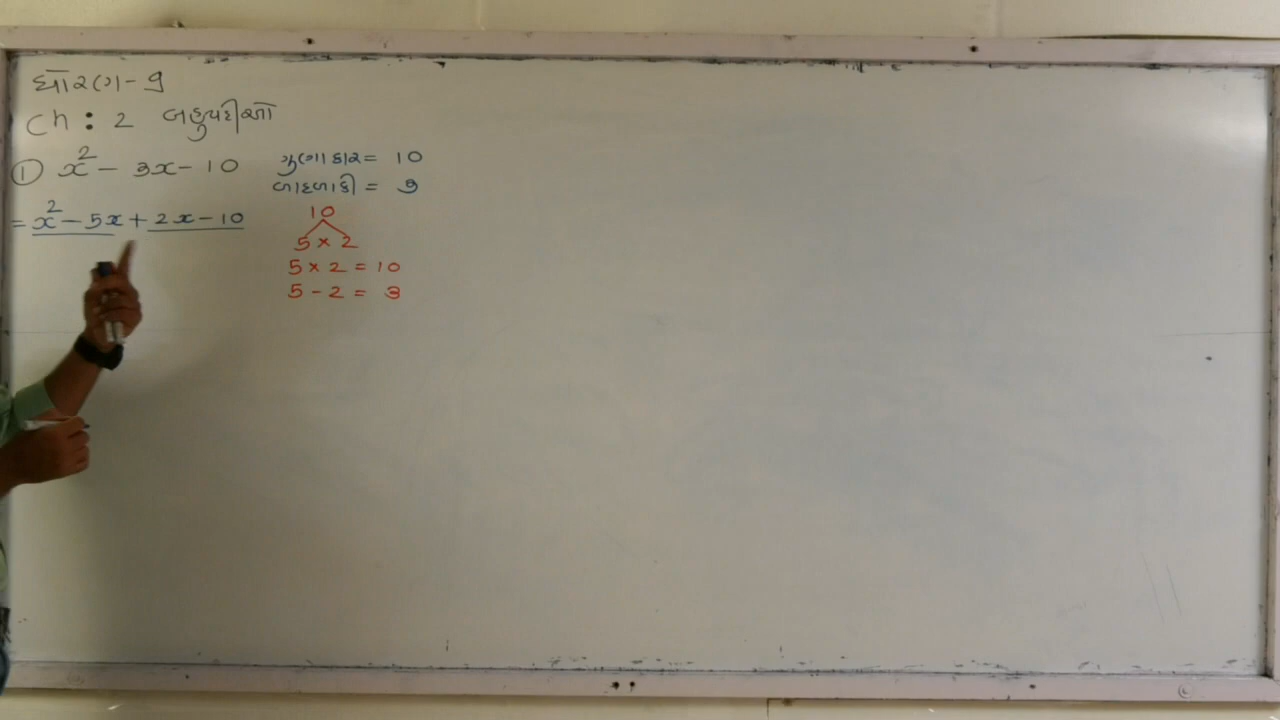 ધોરણ-9
Ch : 2 બહુપદીઓ
① x² - 3x - 10
= x² - 5x + 2x - 10
ગુણાકાર = 10
બાદબાકી = 3
10
5 × 2
5 × 2 = 10
5 - 2 = 3